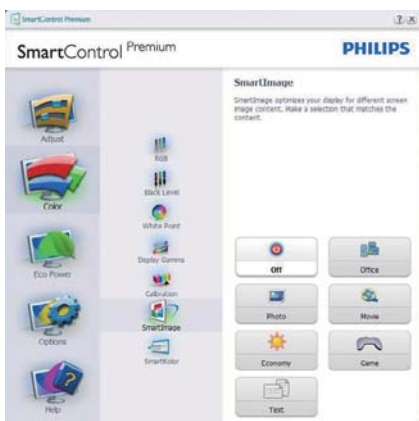 SmartControl Premium
SmartControl Premium
PHILIPS
Adjust
Color
Eco Power
Options
Help
RGB
Black Level
White Point
Display Gamma
Calibration
SmartImage
SmartKolor
SmartImage
SmartImage optimizes your display for different screen
image content. Make a selection that matches the
content.
Off
Office
Photo
Movie
Economy
Game
Text